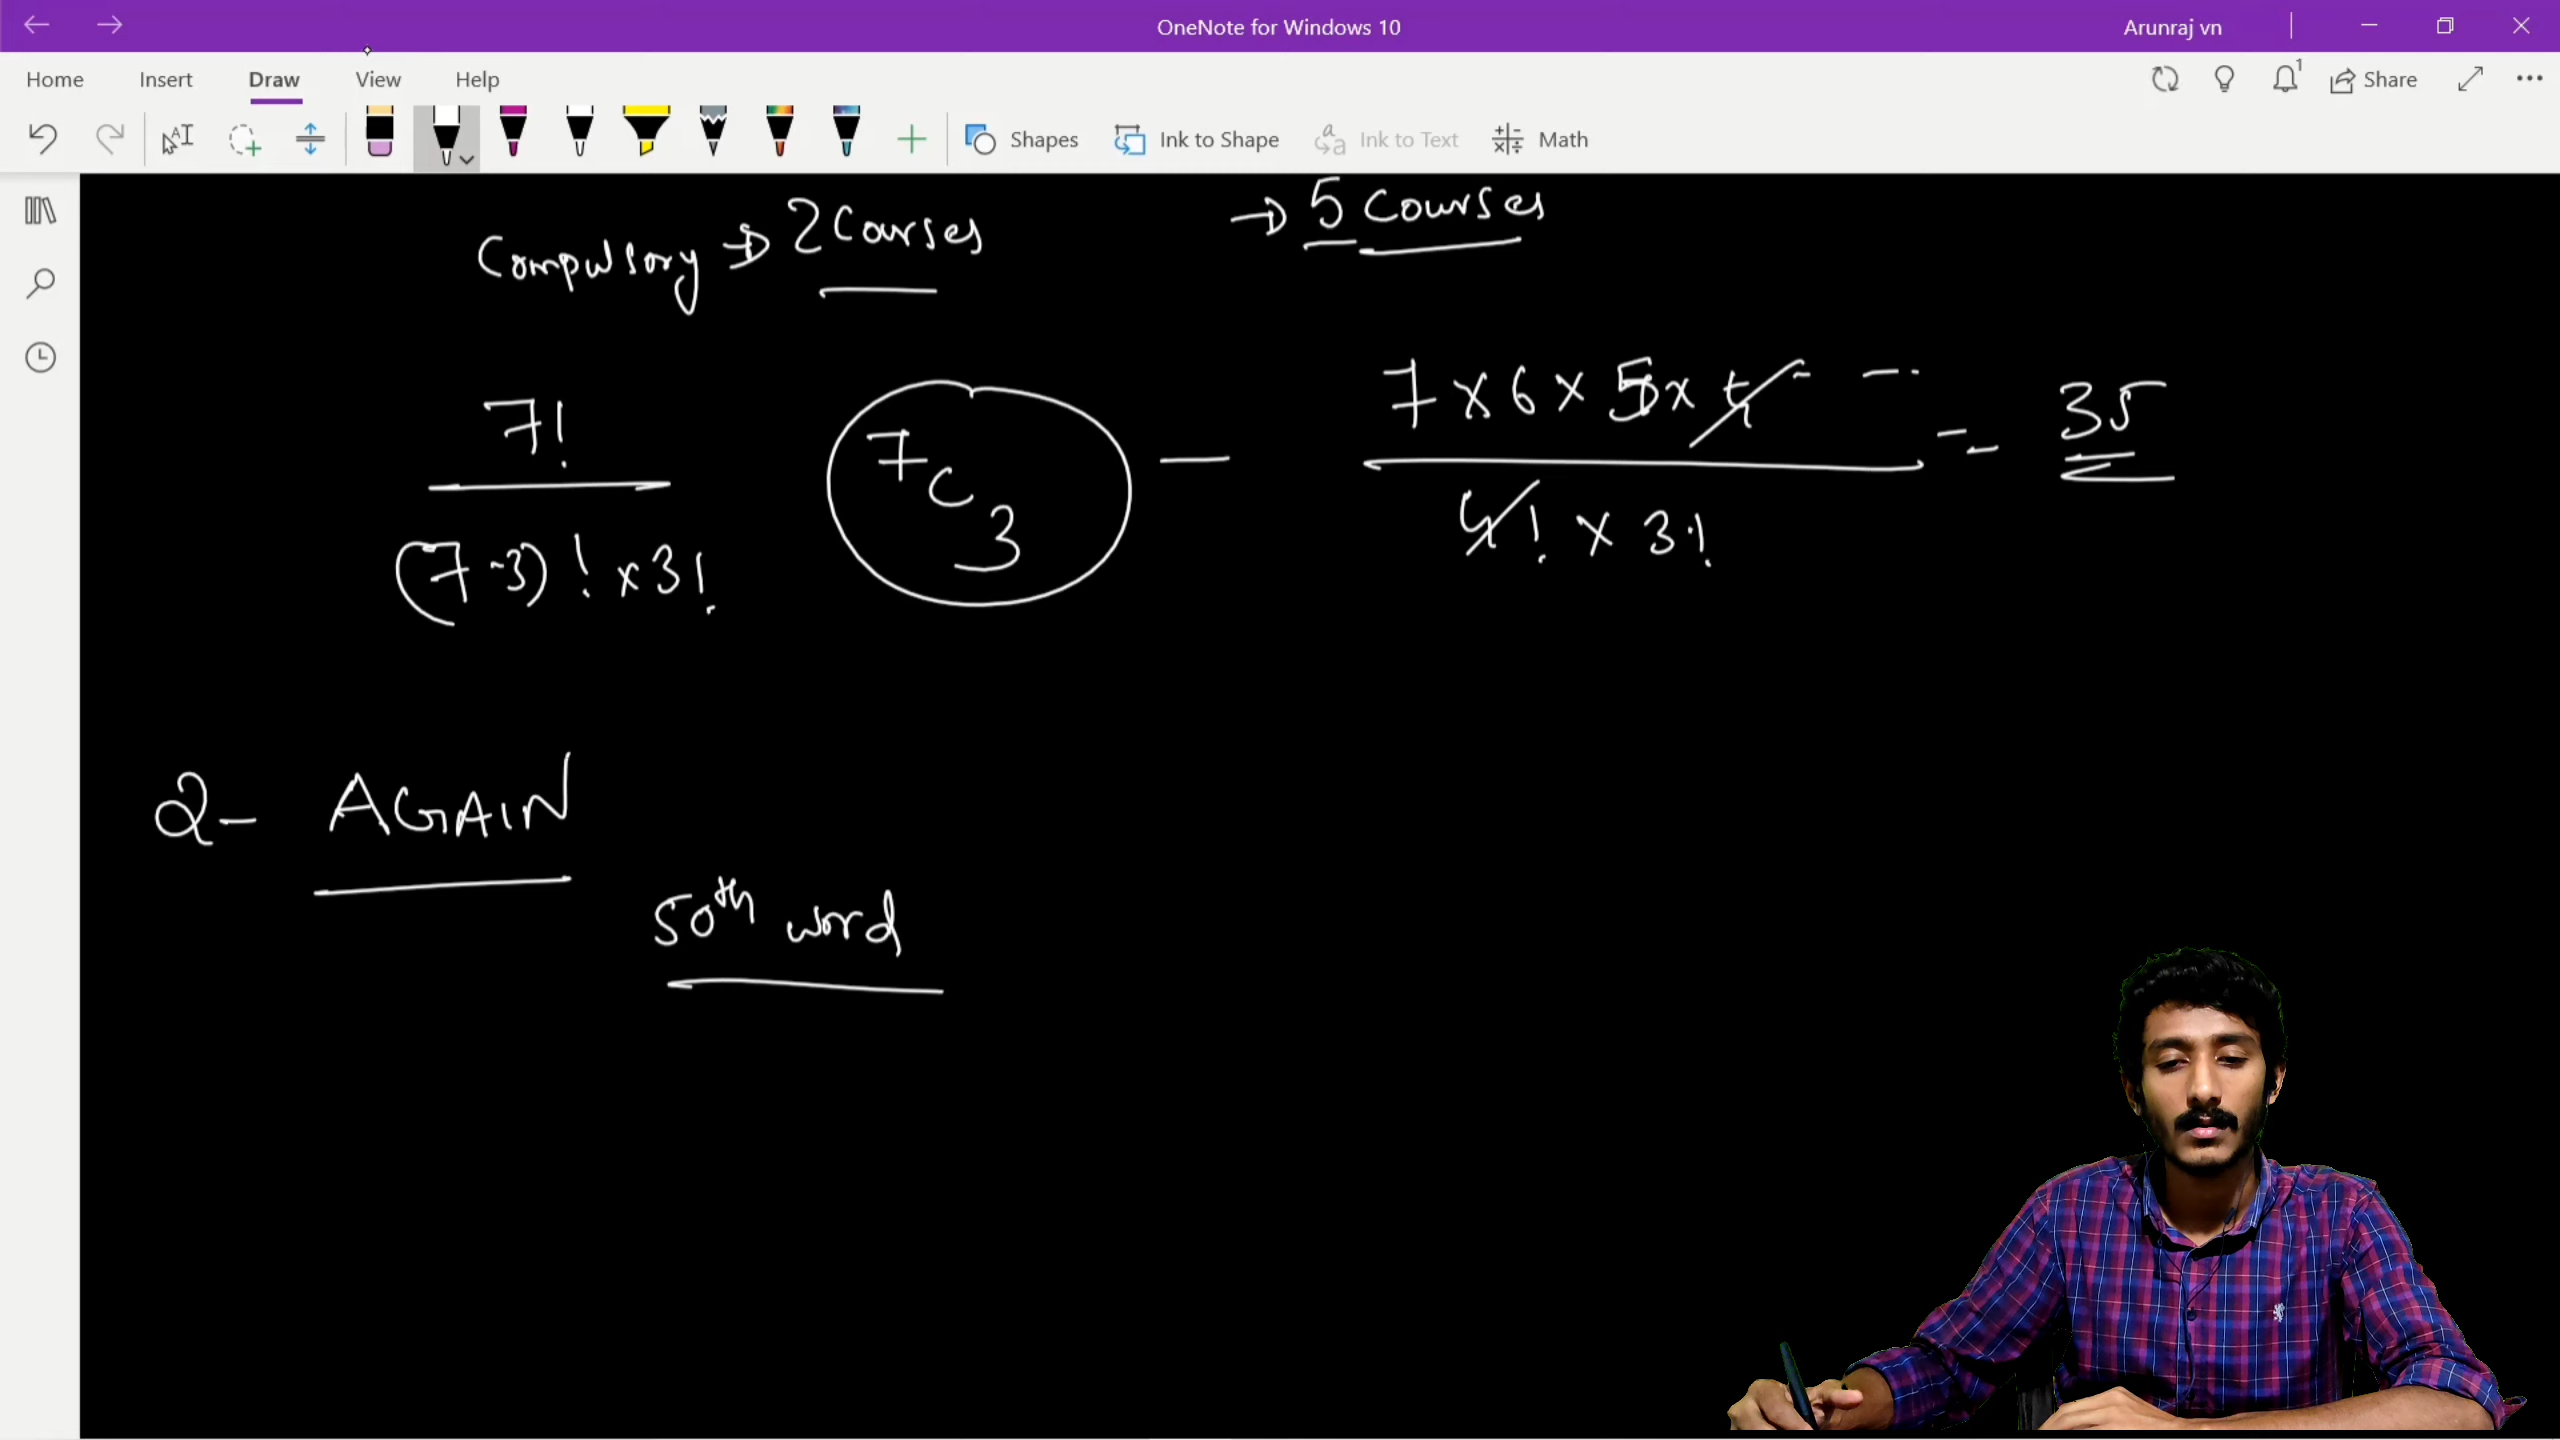 OneNote for Windows 10
Arunraj vn
Home Insert Draw View Help
1 Share
Shapes Ink to Shape Ink to Text Math
Compulsory → 2 Courses
→ 5 Courses
7! / (7-3)! x 3!
7C3 — 7 x 6 x 5 x 4 - -- / 4! x 3! = 35
Q- AGAIN
50th word